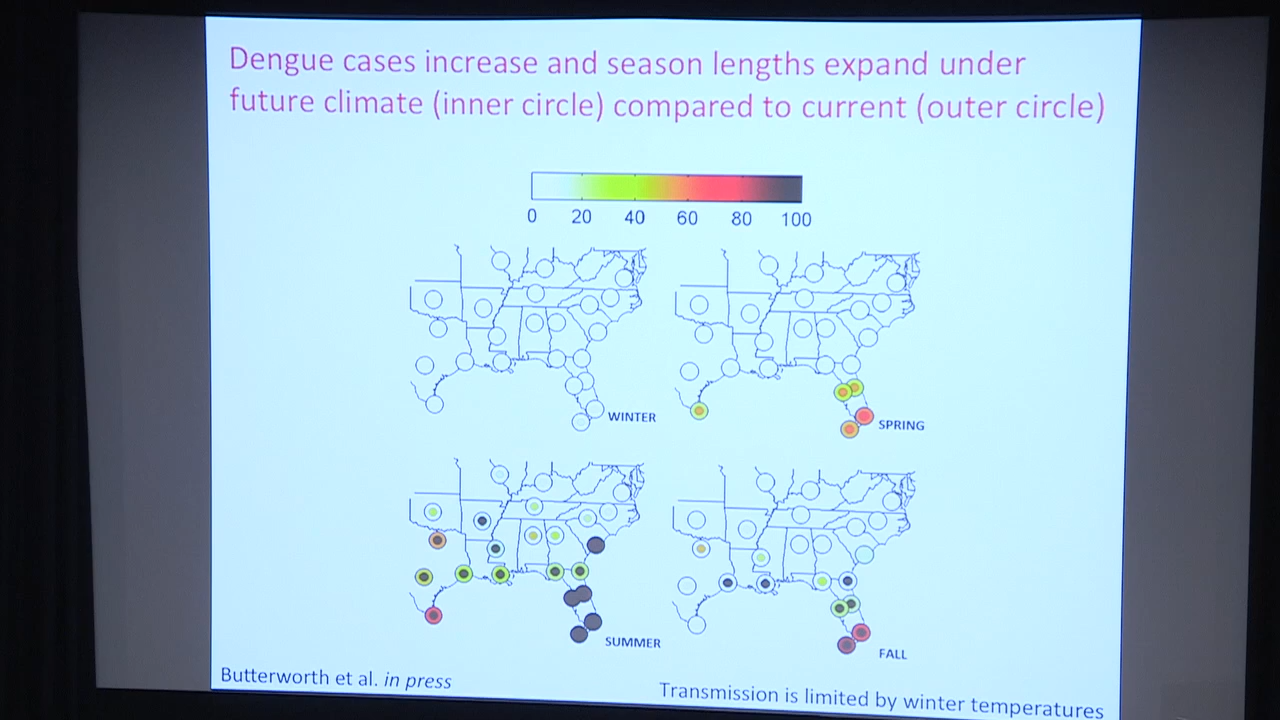 Dengue cases increase and season lengths expand under
future climate (inner circle) compared to current (outer circle)
0 20 40 60 80 100
WINTER
SPRING
SUMMER
FALL
Butterworth et al. in press
Transmission is limited by winter temperatures